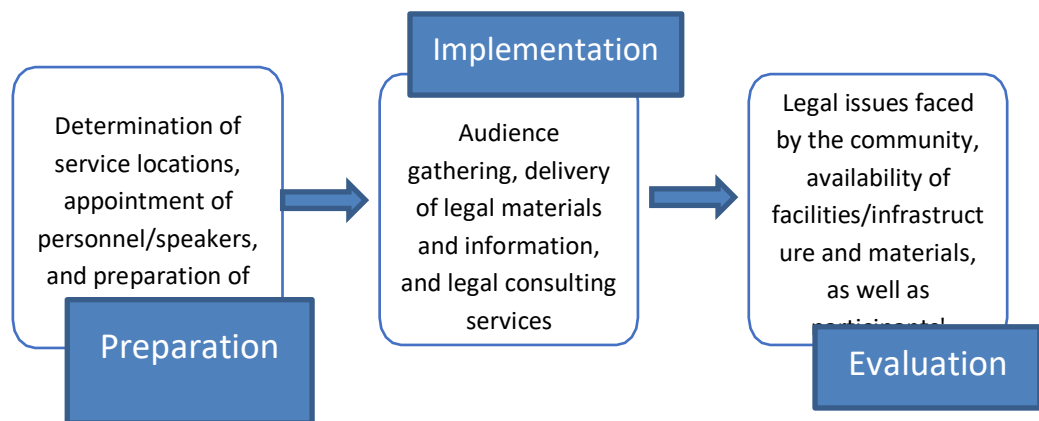 Determination of
service locations,
appointment of
personnel/speakers,
and preparation of
Preparation
Implementation
Audience
gathering, delivery
of legal materials
and information,
and legal consulting
services
Legal issues faced
by the community,
availability of
facilities/infrastruct
ure and materials,
as well as
participants'
Evaluation